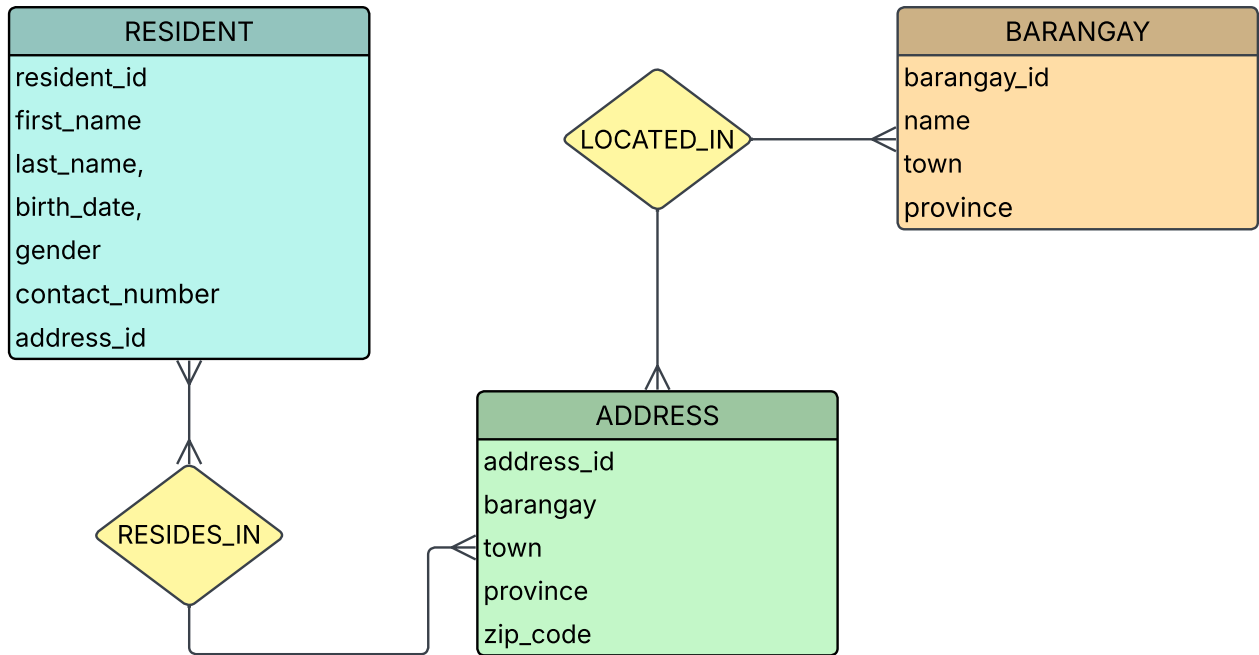 RESIDENT
resident_id
first_name
last_name,
birth_date,
gender
contact_number
address_id
LOCATED_IN
BARANGAY
barangay_id
name
town
province
RESIDES_IN
ADDRESS
address_id
barangay
town
province
zip_code